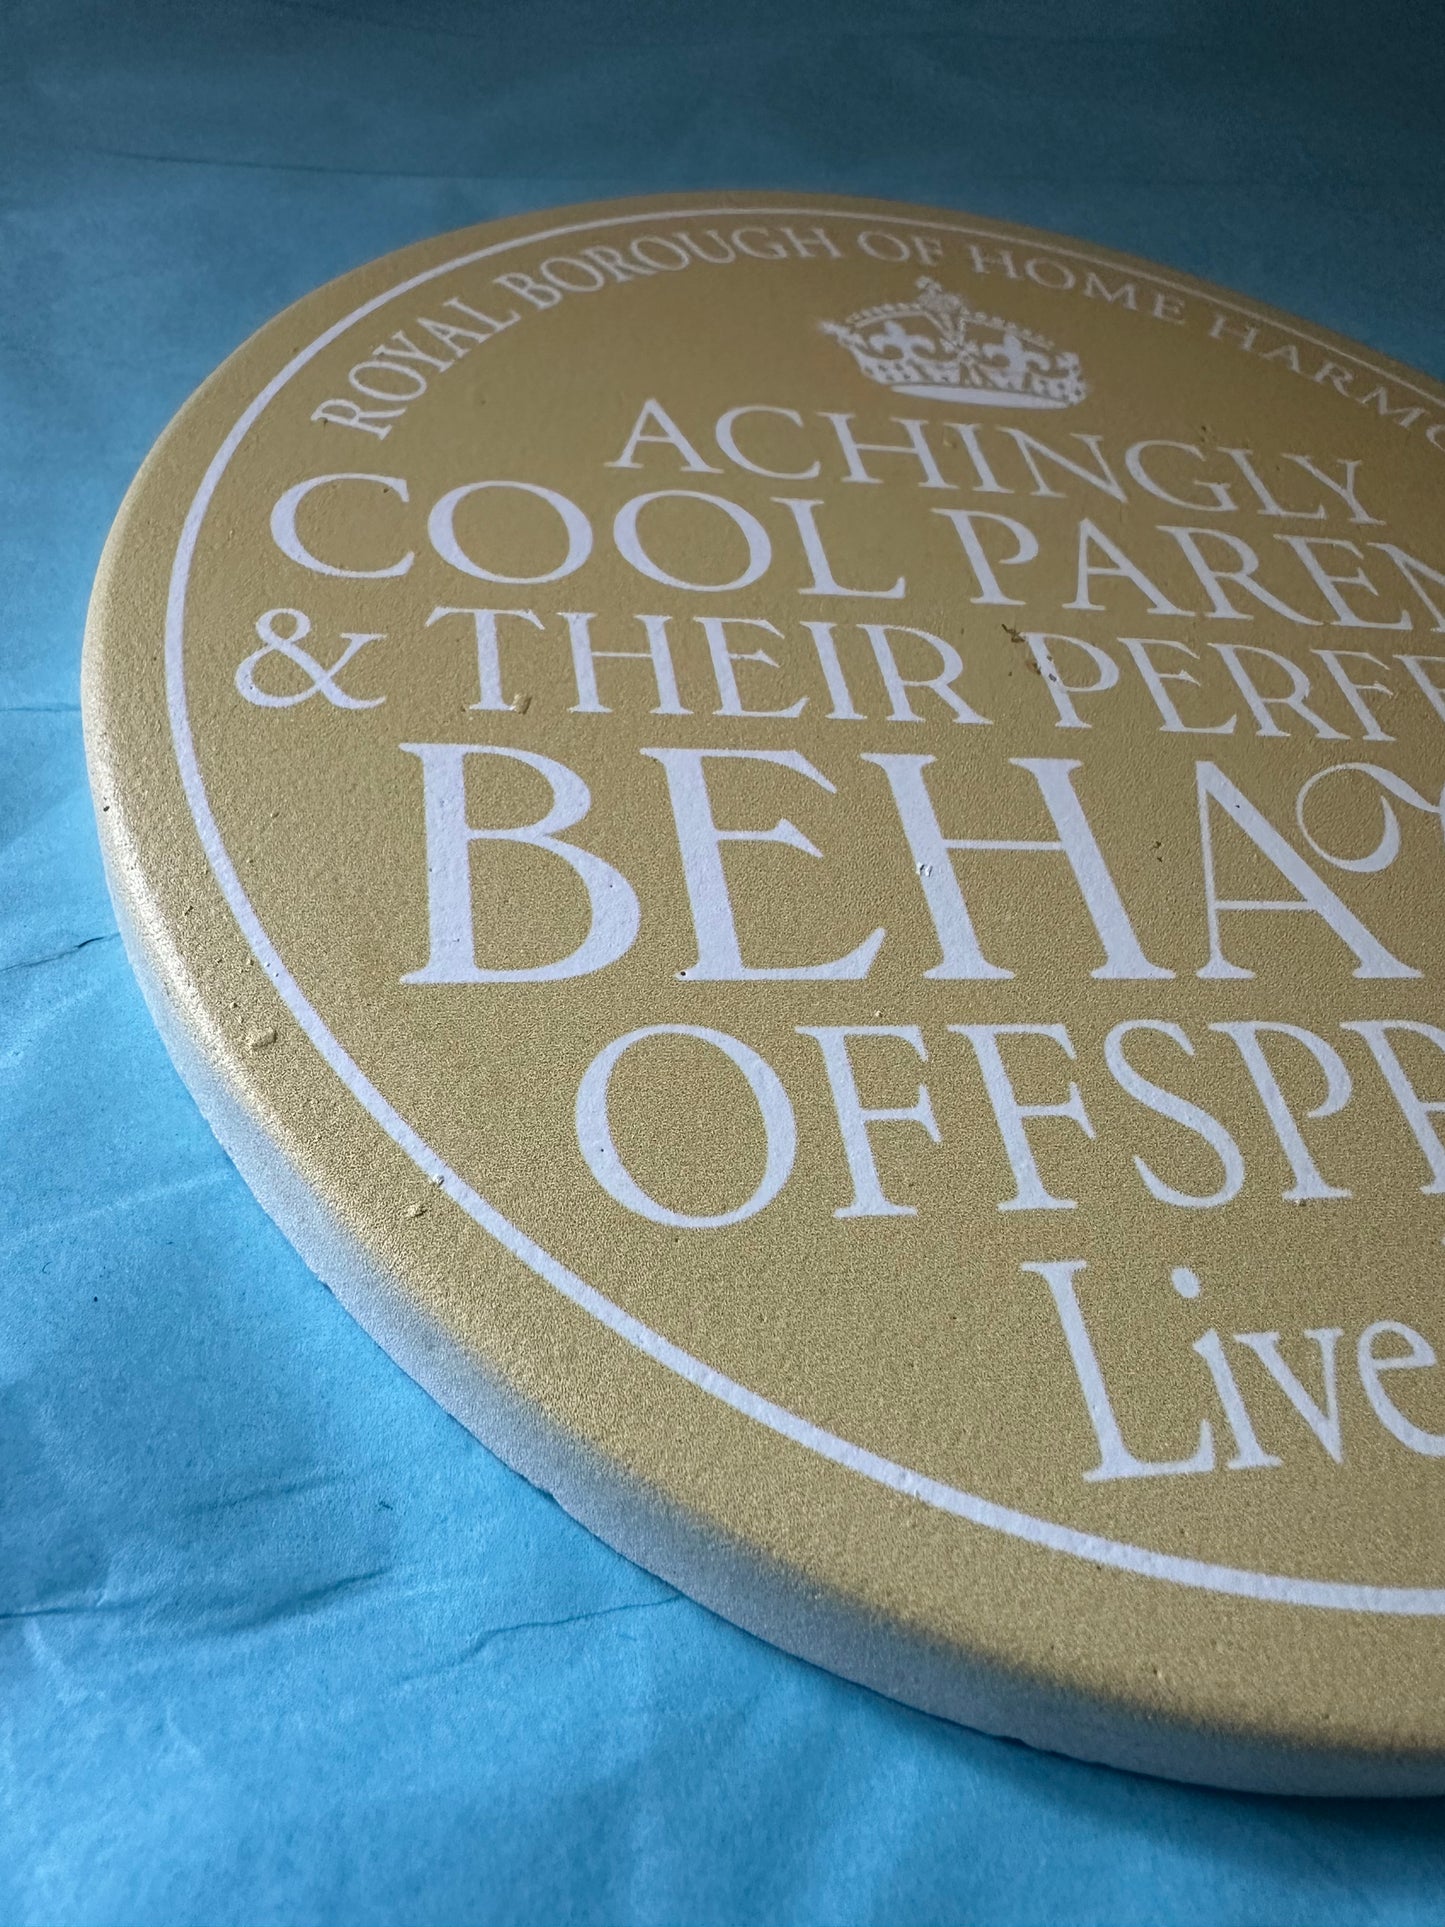 ROYAL BOROUGH OF HOME HARMO
ACHINGLY
COOL PAREN
& THEIR PERFE
BEHA
OFFSPR
Live